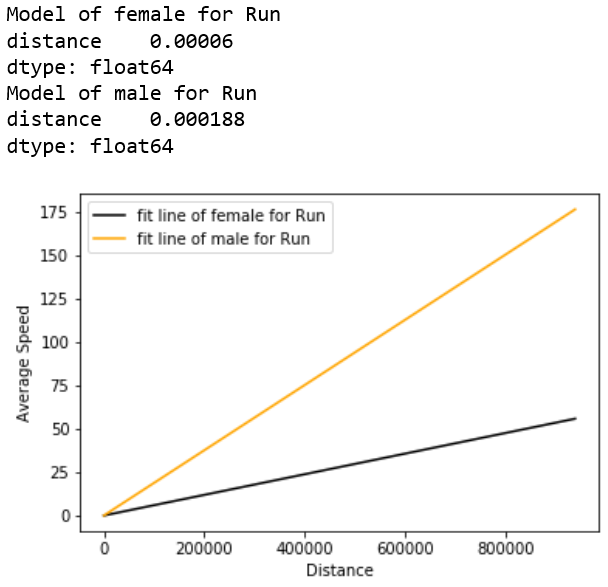 Model of female for Run
distance    0.00006
dtype: float64
Model of male for Run
distance    0.000188
dtype: float64
fit line of female for Run
fit line of male for Run
175
150
125
100
75
50
25
0
Average Speed
0 200000 400000 600000 800000
Distance